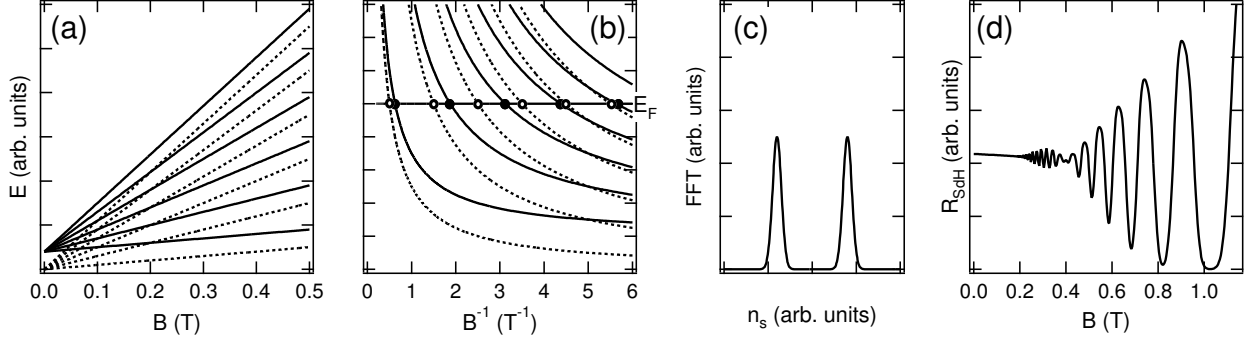 (a)
E (arb. units)
0.0 0.1 0.2 0.3 0.4 0.5
B (T)
(b)
E_F
0 1 2 3 4 5 6
B⁻¹ (T⁻¹)
(c)
FFT (arb. units)
n_s (arb. units)
(d)
R_SdH (arb. units)
0.0 0.2 0.4 0.6 0.8 1.0
B (T)